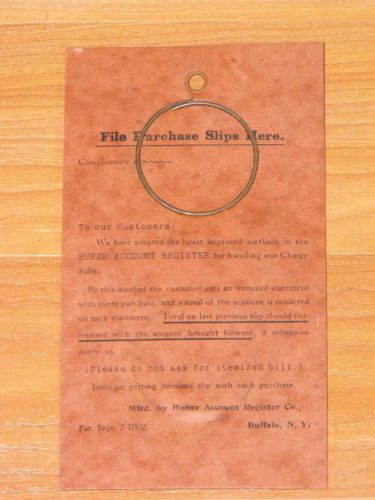 File Purchase Slips Here.
Compliments
To our Customers:
We have adopted the latest improved methods in the
HUBER ACCOUNT REGISTER for handling our Charge
Sales.
By this method the customer gets an itemized statement
with every purchase, and a total of the account is rendered
on each statement. Total on last previous slip should cor-
respond with the amount brought forward, if otherwise
notify us.
(Please do not ask for itemized bill.)
Insist on getting itemized slip with each purchase.
Mfrd. by Huber Account Register Co.,
Pat. Sept. 2 1902. Buffalo, N. Y.